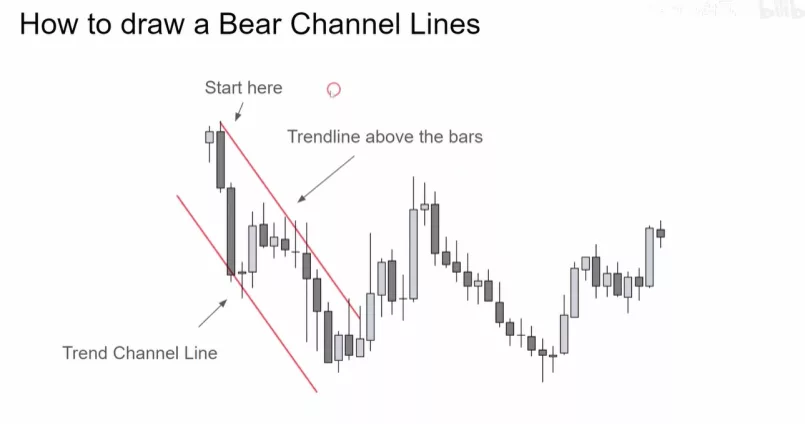 How to draw a Bear Channel Lines
Start here
Trendline above the bars
Trend Channel Line